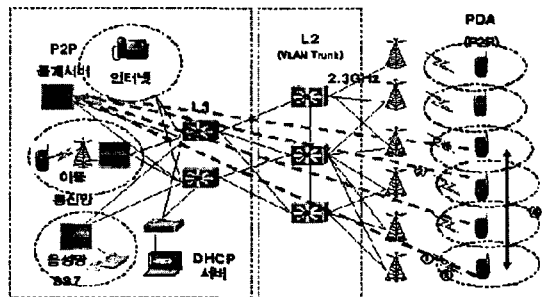 P2P
중계서버
인터넷
L3
L2
(VLAN Trunk)
2.3GHz
PDA
(P2P)
이동
통신망
음성망
SS7
DHCP
서버
①